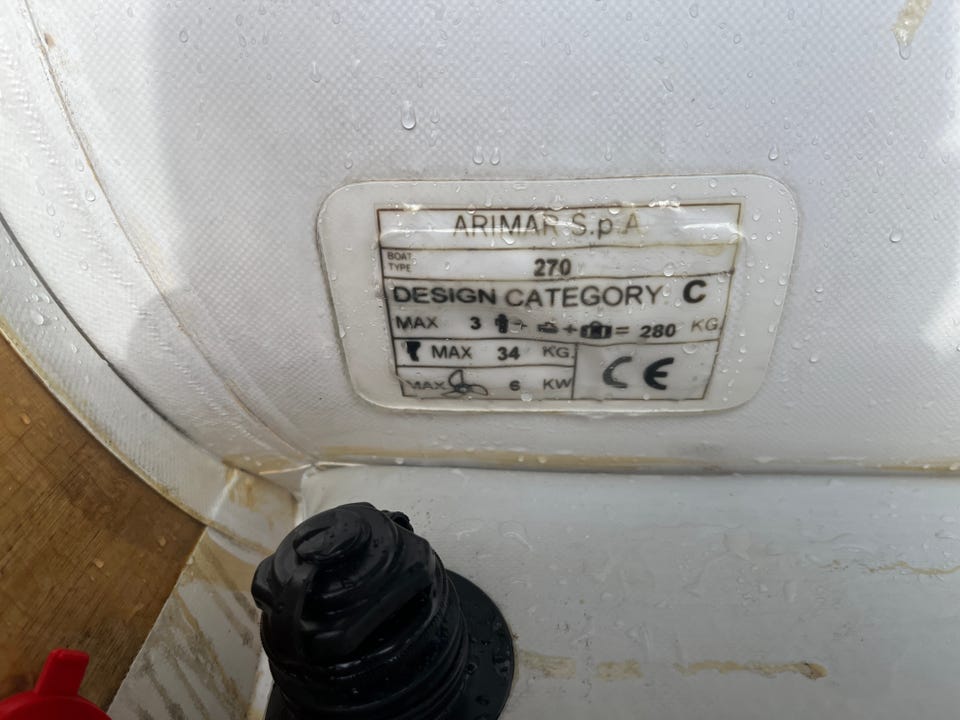 ARIMAR S.p.A
BOAT TYPE 270
DESIGN CATEGORY C
MAX 3 + + = 280 KG
MAX 34 KG
MAX 6 KW
CE